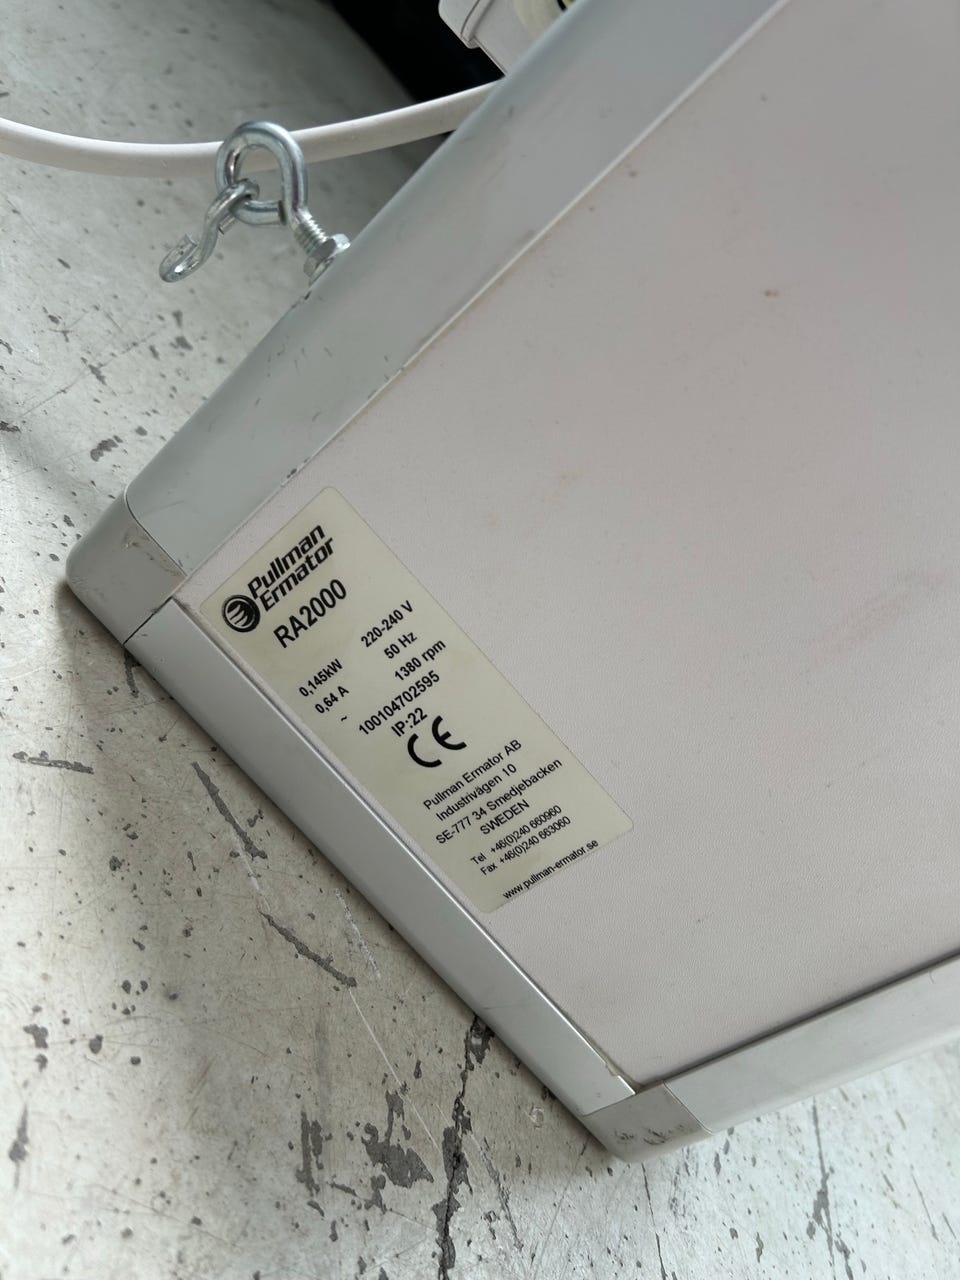 Pullman
Ermator
RA2000
0,145kW 220-240 V
0,64 A 50 Hz
~ 1380 rpm
100104702595
IP:22
CE
Pullman Ermator AB
Industrivägen 10
SE-777 34 Smedjebacken
SWEDEN
Tel +46(0)240 660960
Fax +46(0)240 663060
www.pullman-ermator.se